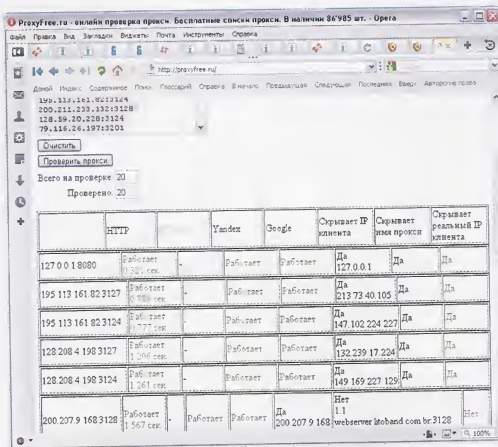 ProxyFree.ru - онлайн проверка прокси. Бесплатные списки прокси. В наличии 86'985 шт. - Opera
Файл Правка Вид Закладки Виджеты Почта Инструменты Справка
http://proxyfree.ru/
Домой Индекс Содержание Поиск Глоссарий Справка В начало Предыдущая Следующая Последняя Вверх Авторские права
195.113.161.82:3124
200.211.233.132:3128
128.59.20.228:3124
79.116.26.197:3201
Очистить
Проверить прокси
Всего на проверке 20
Проверено: 20
HTTP Yandex Google Скрывает IP клиента Скрывает имя прокси Скрывает реальный IP клиента
127.0.0.1 8080 Работает - Работает Работает Да 127.0.0.1 Да Да
195 113 161.82 3127 Работает - Работает Работает Да 213 73 40.105 Да Да
195 113 161 82 3124 Работает 0.777 сек. - Работает Работает Да 147.102 224 227 Да Да
128 208 4 198 3127 Работает 1 206 сек. - Работает Работает Да 132.239 17.224 Да Да
128 208 4 198 3124 Работает 1 261 сек. - Работает Работает Да 149 169 227 129 Да Да
200 207.9 168 3128 Работает 1 567 сек. - Работает Работает Да 200 207 9 168 Нет 1.1 webserver.litoband com br:3128 Нет
100%